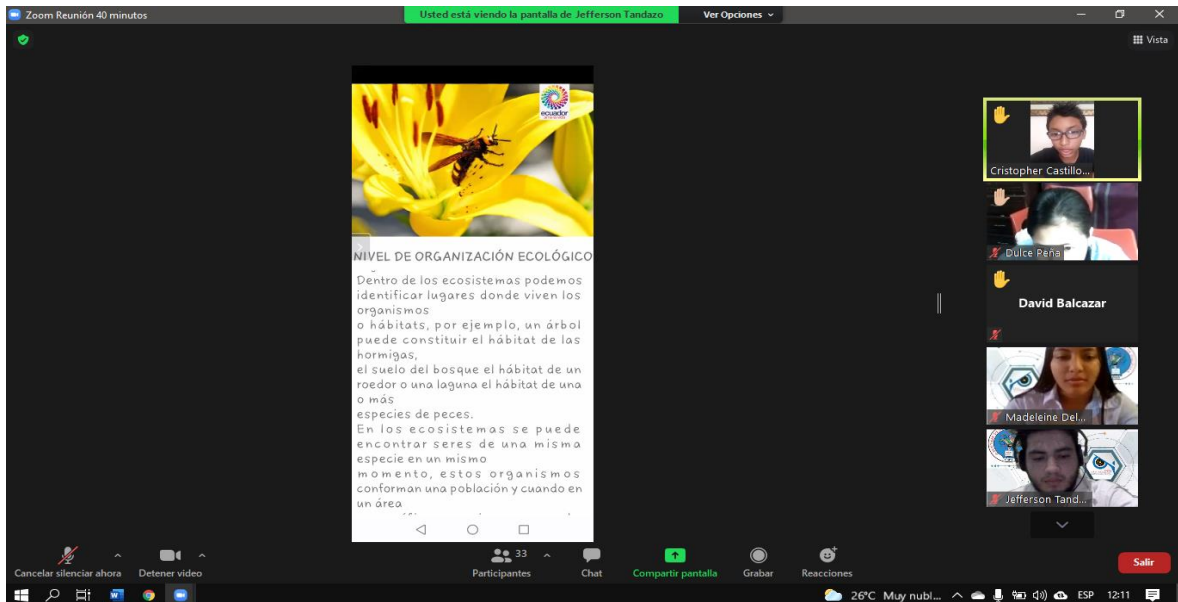 Zoom Reunión 40 minutos
Usted está viendo la pantalla de Jefferson Tandazo
Ver Opciones
Vista
ecuador
NIVEL DE ORGANIZACIÓN ECOLÓGICO
Dentro de los ecosistemas podemos
identificar lugares donde viven los
organismos
o hábitats, por ejemplo, un árbol
puede constituir el hábitat de las
hormigas,
el suelo del bosque el hábitat de un
roedor o una laguna el hábitat de una
o más
especies de peces.
En los ecosistemas se puede
encontrar seres de una misma
especie en un mismo
momento, estos organismos
conforman una población y cuando en
un área
Cristopher Castillo...
Dulce Peña
David Balcazar
Madeleine Del...
Jefferson Tand...
Cancelar silenciar ahora
Detener video
33
Participantes
Chat
Compartir pantalla
Grabar
Reacciones
Salir
26°C Muy nubl...
ESP
12:11